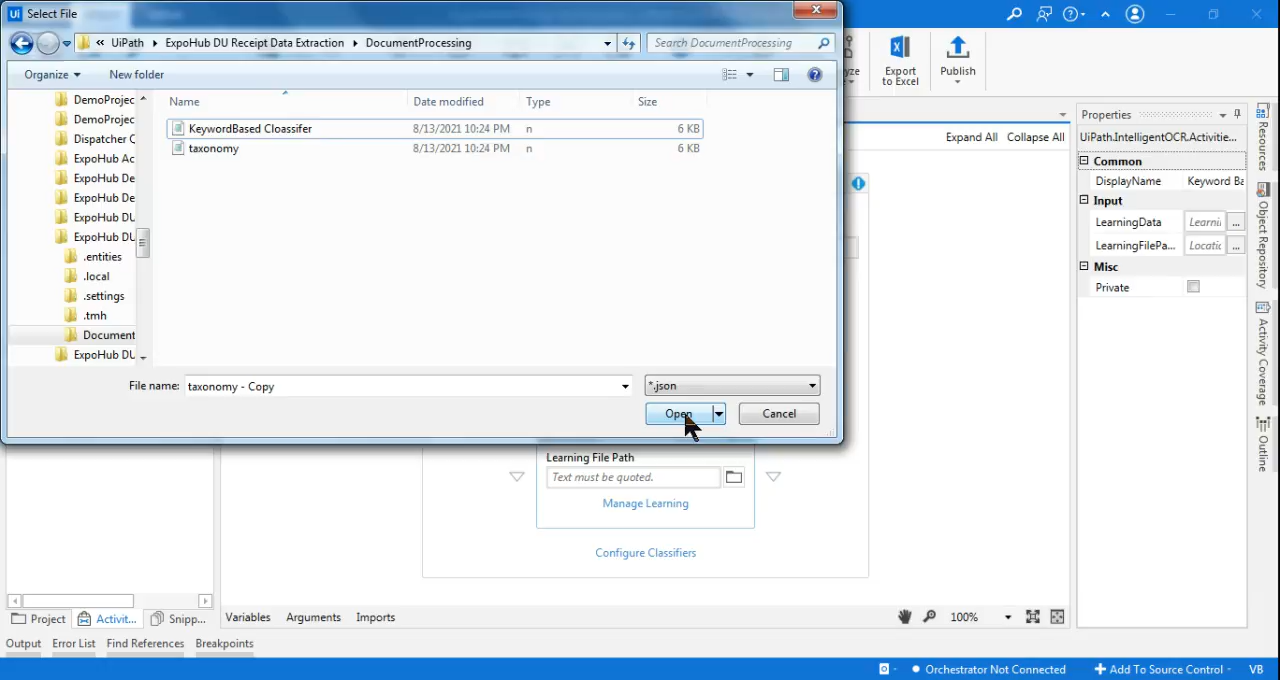 Ui Select File
« UiPath ExpoHub DU Receipt Data Extraction DocumentProcessing Search DocumentProcessing
Organize New folder
Name Date modified Type Size
KeywordBased Cloassifer 8/13/2021 10:24 PM n 6 KB
taxonomy 8/13/2021 10:24 PM n 6 KB
DemoProjec
DemoProjec
Dispatcher Q
ExpoHub Ac
ExpoHub De
ExpoHub De
ExpoHub DU
ExpoHub DU
.entities
.local
.settings
.tmh
Document
ExpoHub DU
File name: taxonomy - Copy *.json
Open Cancel
yze
Export to Excel
Publish
Expand All Collapse All
Learning File Path
Text must be quoted.
Manage Learning
Configure Classifiers
Properties
UiPath.IntelligentOCR.Activities...
Common
DisplayName Keyword Ba
Input
LearningData Learni ...
LearningFilePa... Locatic ...
Misc
Private
Resources
Object Repository
Activity Coverage
Outline
Project Activit... Snipp...
Variables Arguments Imports 100%
Output Error List Find References Breakpoints
Orchestrator Not Connected Add To Source Control VB